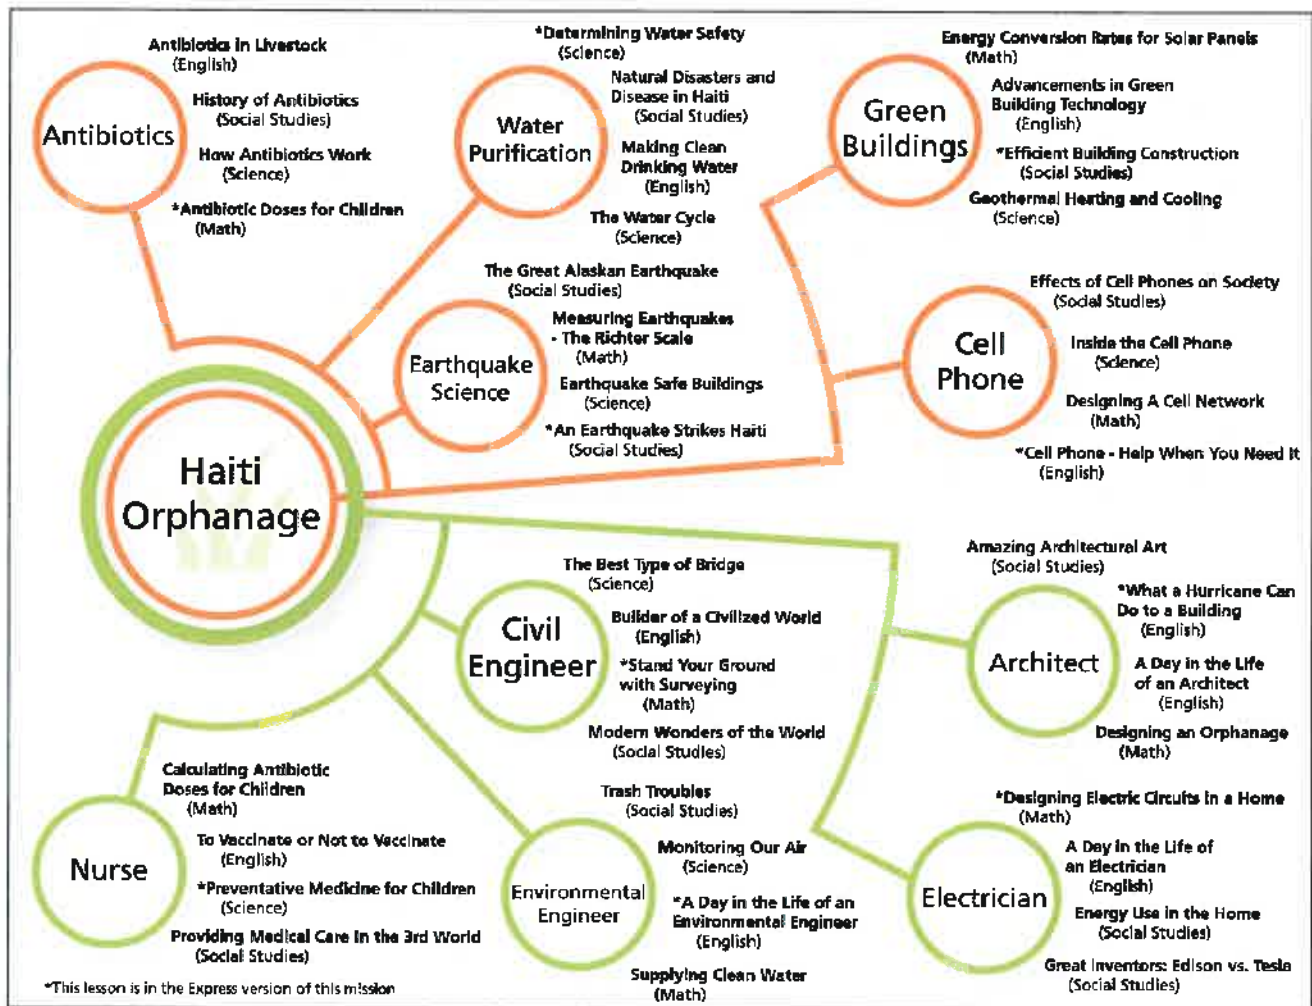 Antibiotics in Livestock
(English)
Antibiotics
History of Antibiotics
(Social Studies)
How Antibiotics Work
(Science)
*Antibiotic Doses for Children
(Math)
*Determining Water Safety
(Science)
Water
Purification
Natural Disasters and
Disease in Haiti
(Social Studies)
Making Clean
Drinking Water
(English)
The Water Cycle
(Science)
Energy Conversion Rates for Solar Panels
(Math)
Green
Buildings
Advancements in Green
Building Technology
(English)
*Efficient Building Construction
(Social Studies)
Geothermal Heating and Cooling
(Science)
The Great Alaskan Earthquake
(Social Studies)
Earthquake
Science
Measuring Earthquakes
- The Richter Scale
(Math)
Earthquake Safe Buildings
(Science)
*An Earthquake Strikes Haiti
(Social Studies)
Effects of Cell Phones on Society
(Social Studies)
Cell
Phone
Inside the Cell Phone
(Science)
Designing A Cell Network
(Math)
*Cell Phone - Help When You Need It
(English)
Haiti
Orphanage
The Best Type of Bridge
(Science)
Civil
Engineer
Builder of a Civilized World
(English)
*Stand Your Ground
with Surveying
(Math)
Modern Wonders of the World
(Social Studies)
Amazing Architectural Art
(Social Studies)
Architect
*What a Hurricane Can
Do to a Building
(English)
A Day in the Life
of an Architect
(English)
Designing an Orphanage
(Math)
Calculating Antibiotic
Doses for Children
(Math)
Nurse
To Vaccinate or Not to Vaccinate
(English)
*Preventative Medicine for Children
(Science)
Providing Medical Care in the 3rd World
(Social Studies)
Trash Troubles
(Social Studies)
Environmental
Engineer
Monitoring Our Air
(Science)
*A Day in the Life of an
Environmental Engineer
(English)
Supplying Clean Water
(Math)
*Designing Electric Circuits in a Home
(Math)
Electrician
A Day in the Life of
an Electrician
(English)
Energy Use in the Home
(Social Studies)
Great Inventors: Edison vs. Tesla
(Social Studies)
*This lesson is in the Express version of this mission